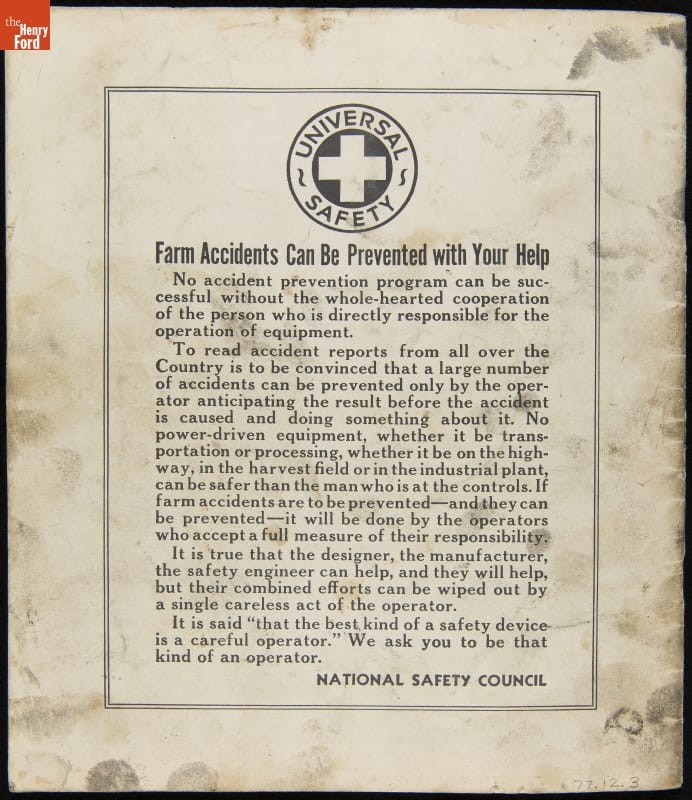 the
Henry
Ford
UNIVERSAL
SAFETY
Farm Accidents Can Be Prevented with Your Help
No accident prevention program can be suc-
cessful without the whole-hearted cooperation
of the person who is directly responsible for the
operation of equipment.
To read accident reports from all over the
Country is to be convinced that a large number
of accidents can be prevented only by the oper-
ator anticipating the result before the accident
is caused and doing something about it. No
power-driven equipment, whether it be trans-
portation or processing, whether it be on the high-
way, in the harvest field or in the industrial plant,
can be safer than the man who is at the controls. If
farm accidents are to be prevented—and they can
be prevented—it will be done by the operators
who accept a full measure of their responsibility.
It is true that the designer, the manufacturer,
the safety engineer can help, and they will help,
but their combined efforts can be wiped out by
a single careless act of the operator.
It is said "that the best kind of a safety device
is a careful operator." We ask you to be that
kind of an operator.
NATIONAL SAFETY COUNCIL
77.12.3